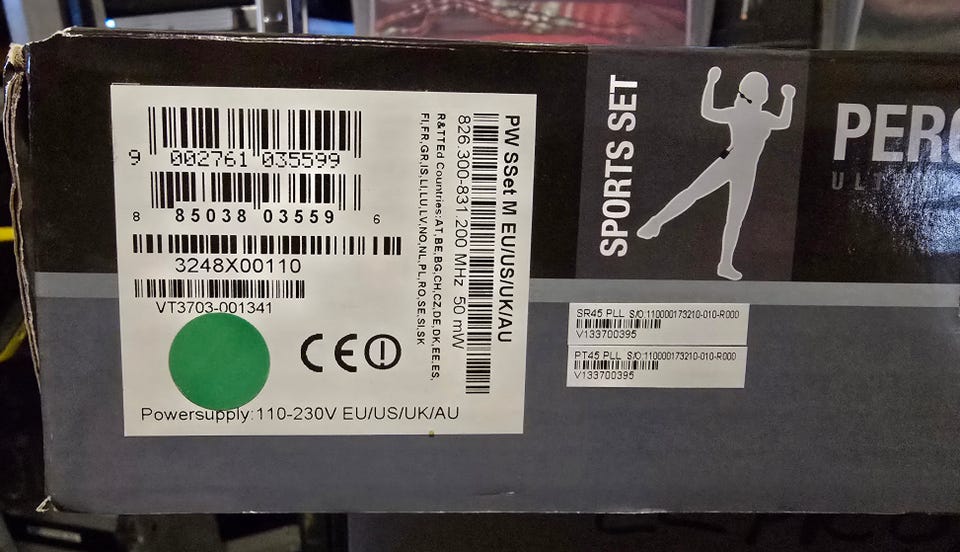 9 002761 035599
8 85038 03559 6
3248X00110
VT3703-001341
CE
Powersupply:110-230V EU/US/UK/AU
PW SSet M EU/US/UK/AU
826.300-831.200 MHz 50 mW
R&TTEd Countries:AT,BE,BG,CH,CZ,DE,DK,EE,ES,
FI,FR,GR,IS,LI,LU,LV,NO,NL,PL,RO,SE,SI,SK
SPORTS SET
PERC
ULT
SR45 PLL S/O:110000173210-010-R000
V133700395
PT45 PLL S/O:110000173210-010-R000
V133700395